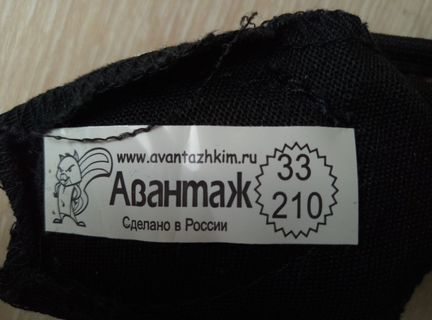 www.avantazhkim.ru
Авантаж
Сделано в России
33
210